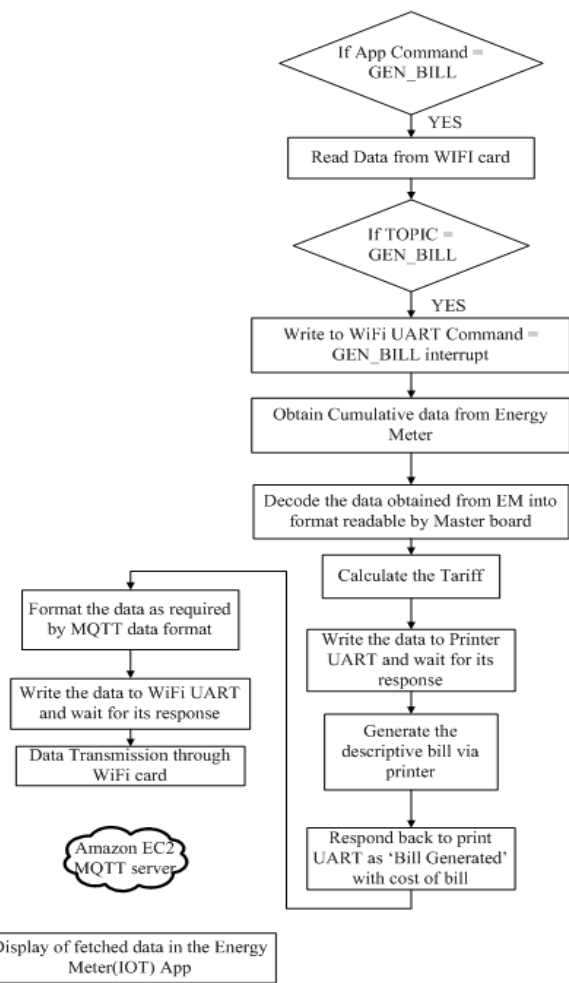 If App Command =
GEN_BILL
YES
Read Data from WIFI card
If TOPIC =
GEN_BILL
YES
Write to WiFi UART Command =
GEN_BILL interrupt
Obtain Cumulative data from Energy
Meter
Decode the data obtained from EM into
format readable by Master board
Calculate the Tariff
Write the data to Printer
UART and wait for its
response
Generate the
descriptive bill via
printer
Respond back to print
UART as ‘Bill Generated’
with cost of bill
Format the data as required
by MQTT data format
Write the data to WiFi UART
and wait for its response
Data Transmission through
WiFi card
Amazon EC2
MQTT server
Display of fetched data in the Energy
Meter(IOT) App